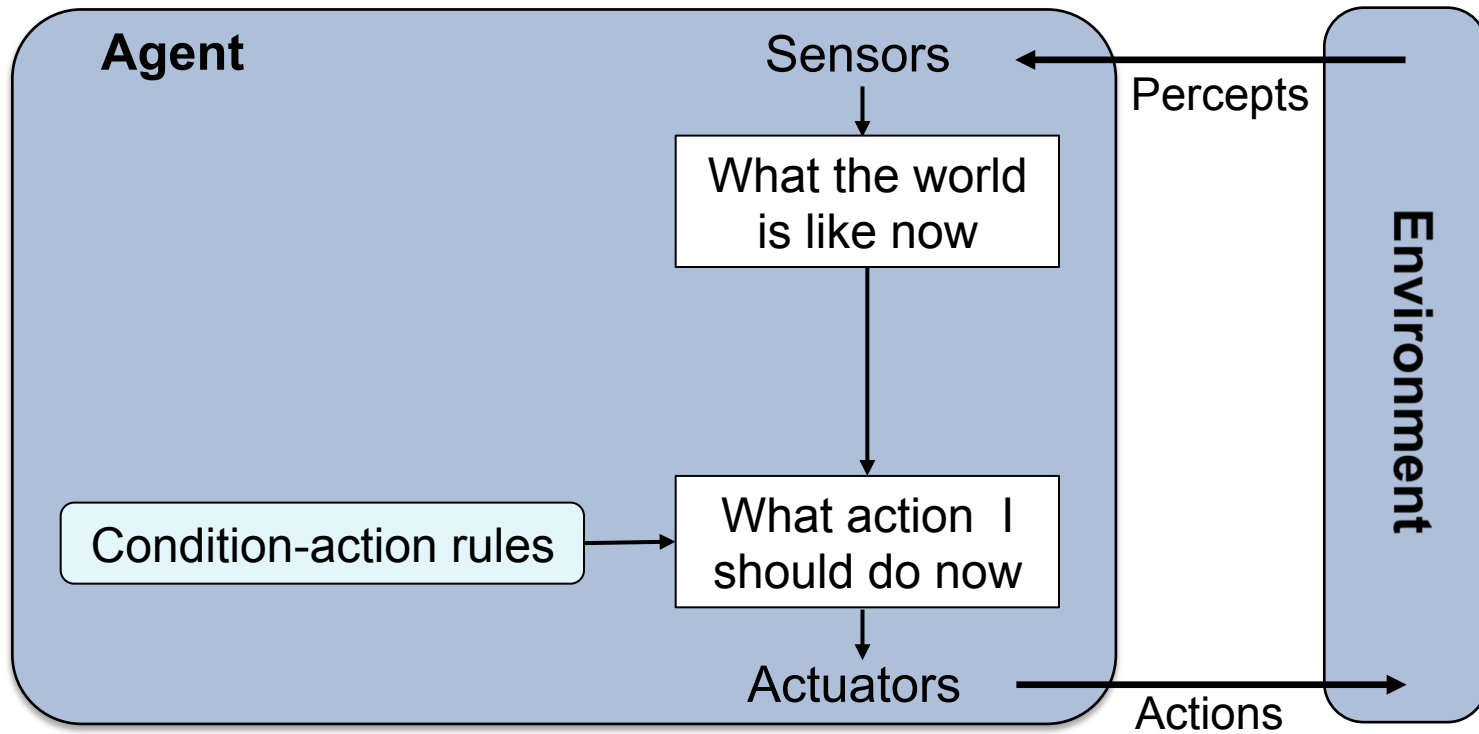 Agent
Sensors
Percepts
What the world
is like now
Environment
Condition-action rules
What action I
should do now
Actuators
Actions